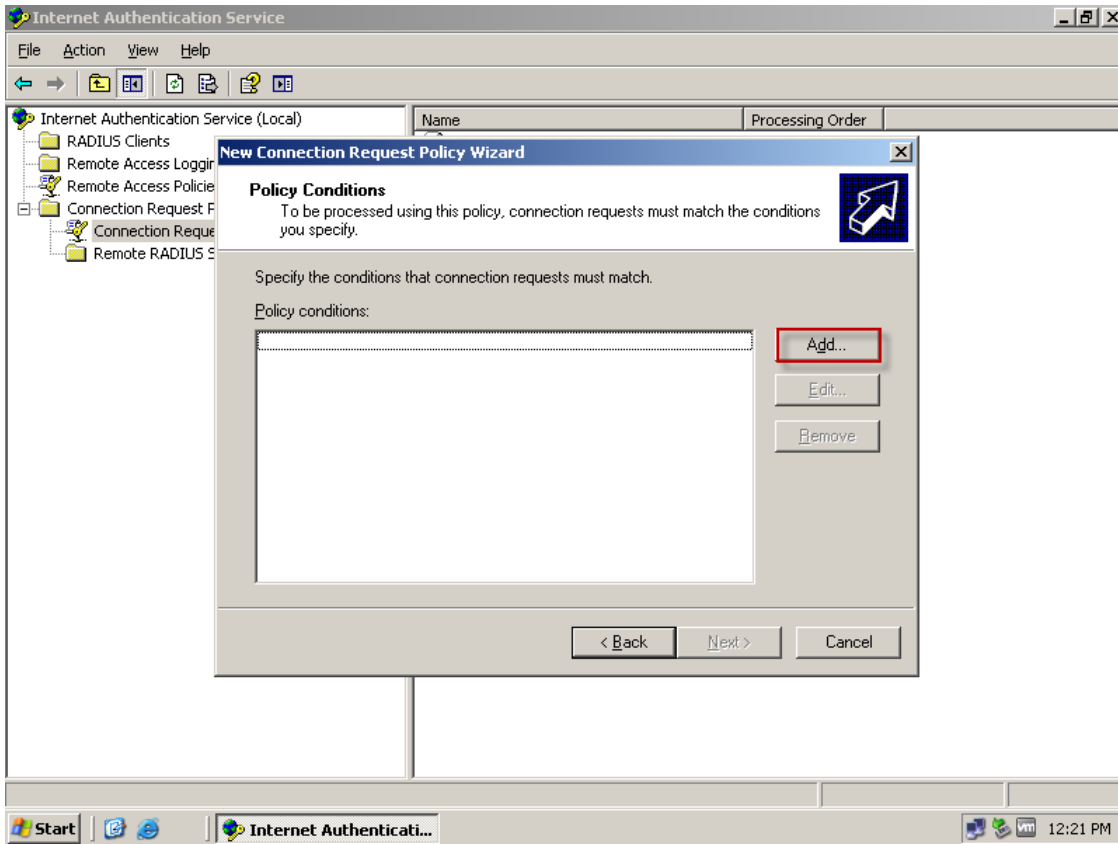 Internet Authentication Service
File Action View Help
Internet Authentication Service (Local)
RADIUS Clients
Remote Access Loggin
Remote Access Policie
Connection Request P
Connection Reque
Remote RADIUS S
Name Processing Order
New Connection Request Policy Wizard
Policy Conditions
To be processed using this policy, connection requests must match the conditions
you specify.
Specify the conditions that connection requests must match.
Policy conditions:
Add...
Edit...
Remove
< Back Next > Cancel
Start Internet Authenticati... vm 12:21 PM